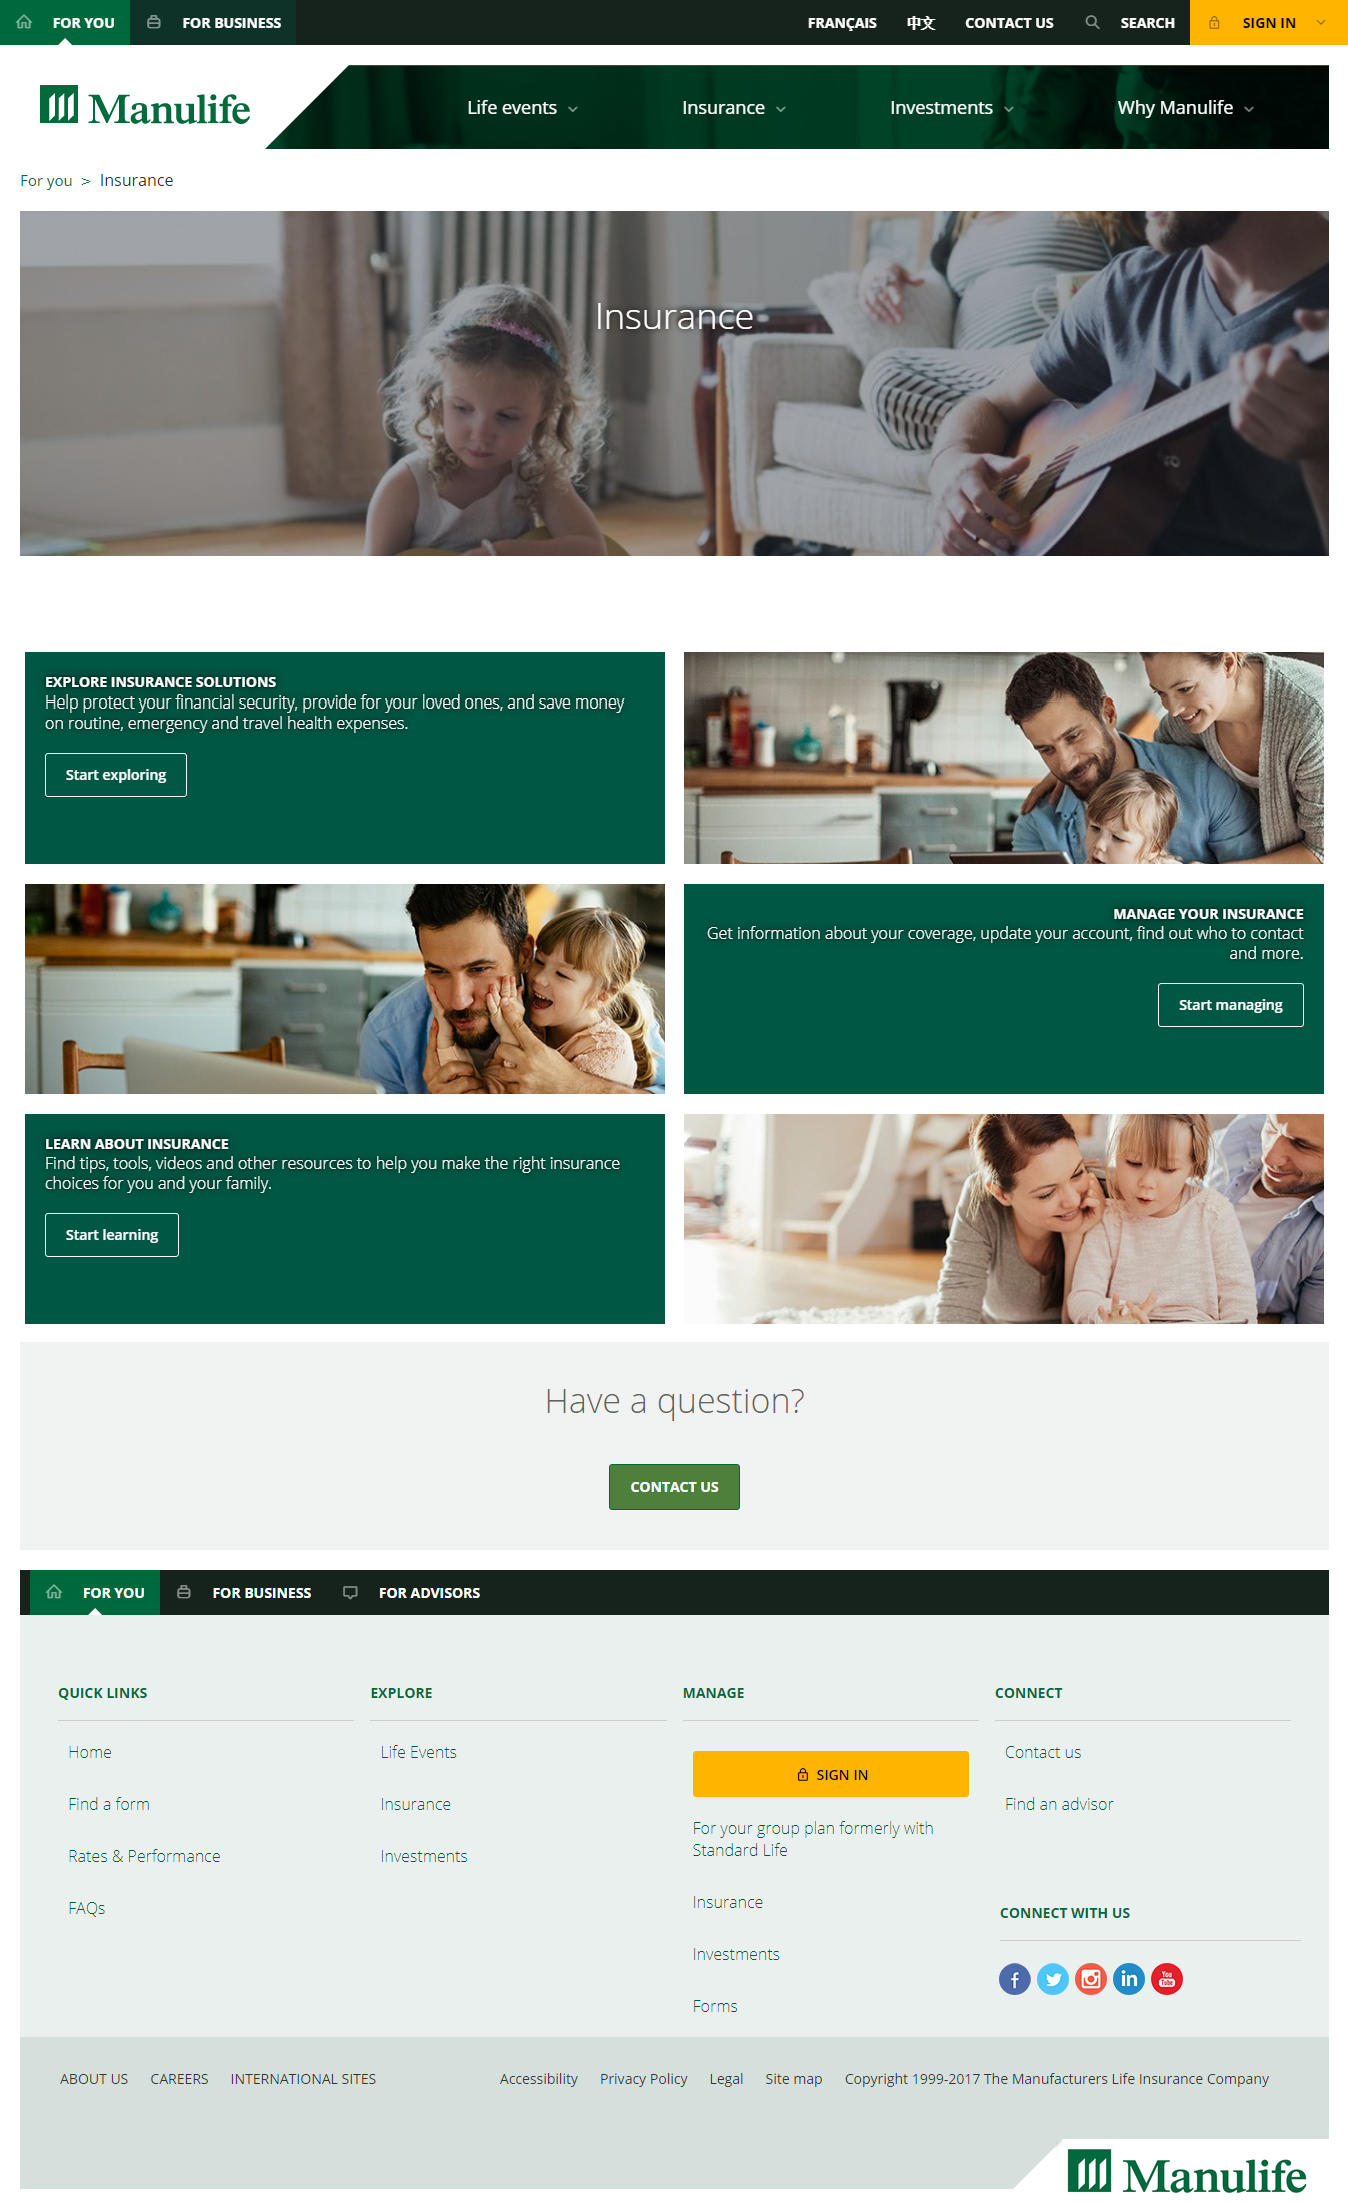 FOR YOU
FOR BUSINESS
FRANÇAIS
中文
CONTACT US
SEARCH
SIGN IN
Manulife
Life events
Insurance
Investments
Why Manulife
For you > Insurance
Insurance
EXPLORE INSURANCE SOLUTIONS
Help protect your financial security, provide for your loved ones, and save money
on routine, emergency and travel health expenses.
Start exploring
MANAGE YOUR INSURANCE
Get information about your coverage, update your account, find out who to contact
and more.
Start managing
LEARN ABOUT INSURANCE
Find tips, tools, videos and other resources to help you make the right insurance
choices for you and your family.
Start learning
Have a question?
CONTACT US
FOR YOU
FOR BUSINESS
FOR ADVISORS
QUICK LINKS
Home
Find a form
Rates & Performance
FAQs
EXPLORE
Life Events
Insurance
Investments
MANAGE
SIGN IN
For your group plan formerly with
Standard Life
Insurance
Investments
Forms
CONNECT
Contact us
Find an advisor
CONNECT WITH US
f
in
You
Tube
ABOUT US
CAREERS
INTERNATIONAL SITES
Accessibility
Privacy Policy
Legal
Site map
Copyright 1999-2017 The Manufacturers Life Insurance Company
Manulife